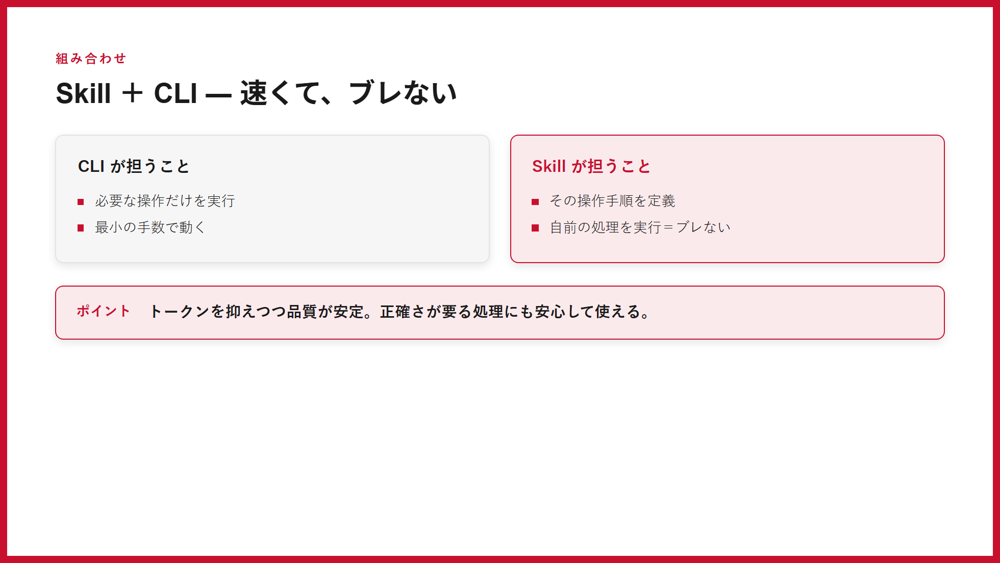 組み合わせ
Skill ＋ CLI — 速くて、ブレない
CLI が担うこと
必要な操作だけを実行
最小の手数で動く
Skill が担うこと
その操作手順を定義
自前の処理を実行＝ブレない
ポイント トークンを抑えつつ品質が安定。正確さが要る処理にも安心して使える。